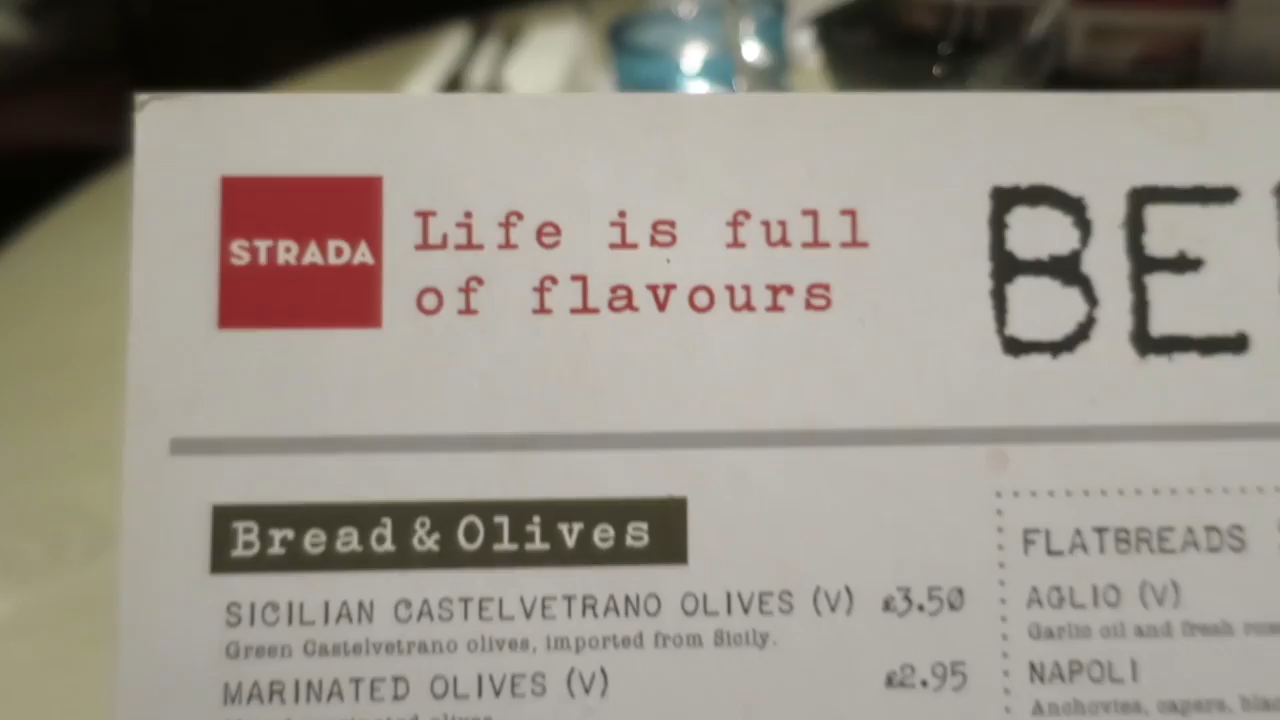 STRADA
Life is full
of flavours
BE
Bread & Olives
SICILIAN CASTELVETRANO OLIVES (V) £3.50
Green Castelvetrano olives, imported from Sicily.
MARINATED OLIVES (V) £2.95
FLATBREADS
AGLIO (V)
Garlic oil and fresh
NAPOLI
Anchovies, capers,